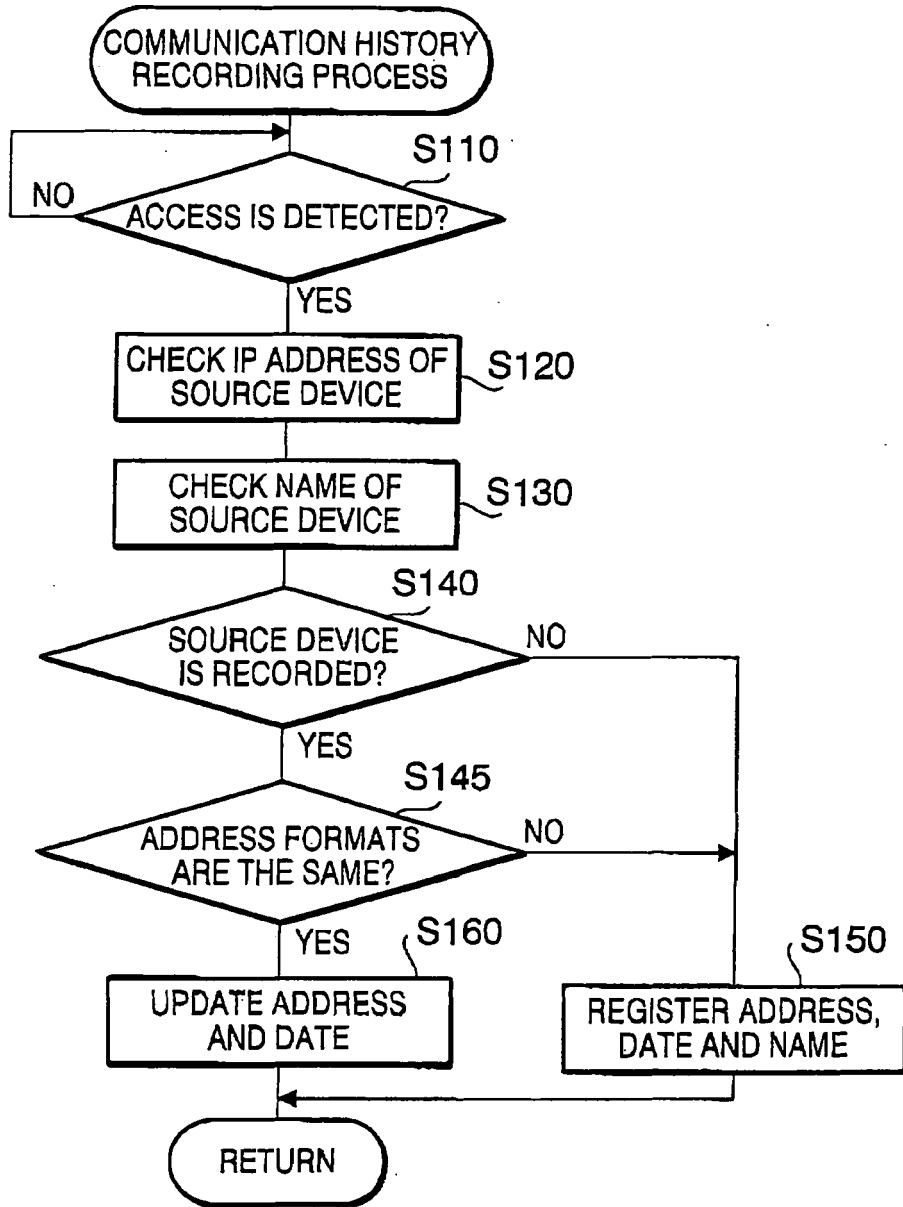 COMMUNICATION HISTORY
RECORDING PROCESS
S110
NO
ACCESS IS DETECTED?
YES
CHECK IP ADDRESS OF
SOURCE DEVICE
S120
CHECK NAME OF
SOURCE DEVICE
S130
S140
SOURCE DEVICE
IS RECORDED?
NO
YES
S145
ADDRESS FORMATS
ARE THE SAME?
NO
YES
S160
UPDATE ADDRESS
AND DATE
S150
REGISTER ADDRESS,
DATE AND NAME
RETURN